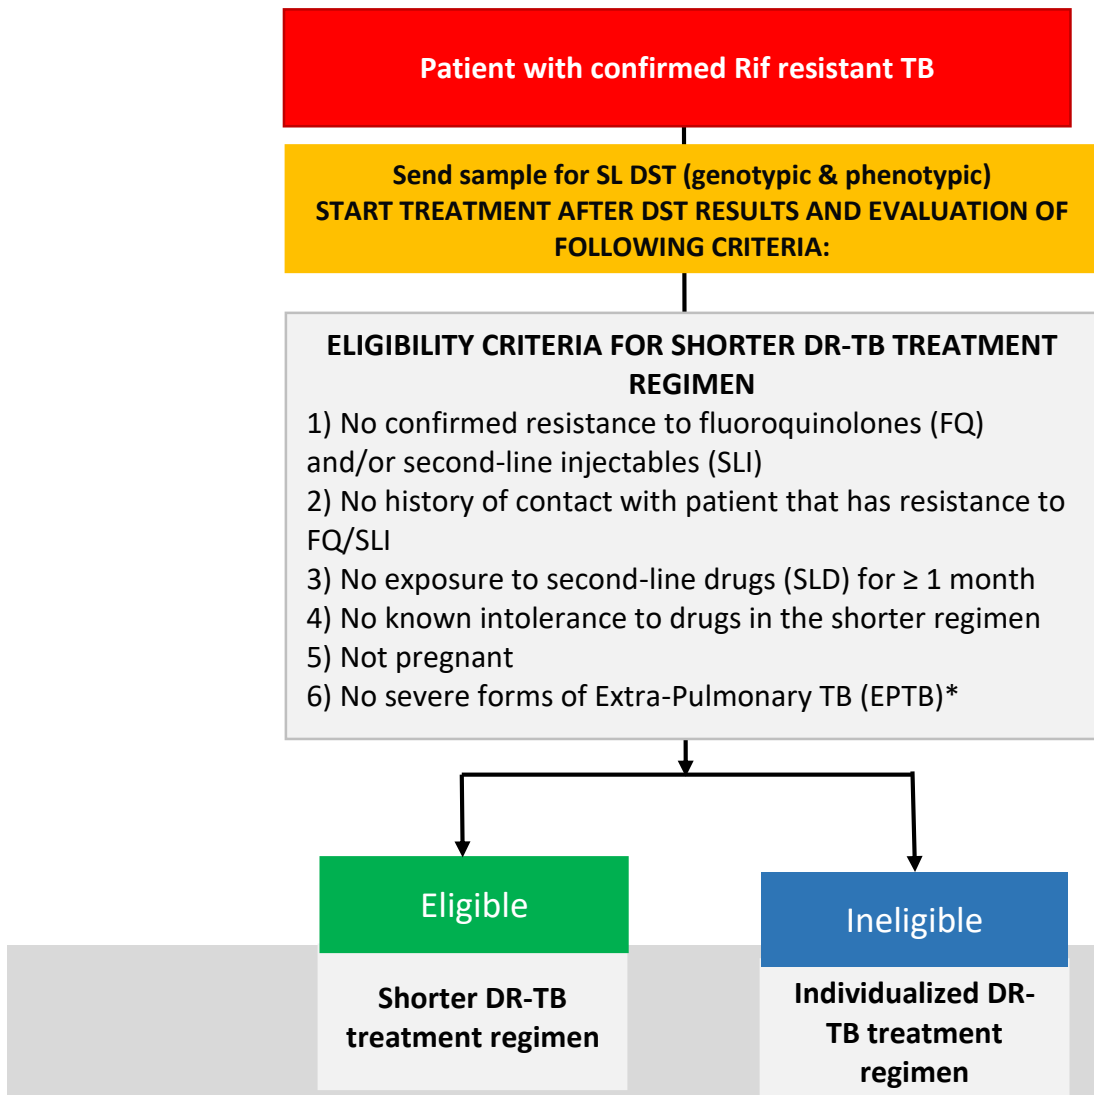 Patient with confirmed Rif resistant TB
Send sample for SL DST (genotypic & phenotypic)
START TREATMENT AFTER DST RESULTS AND EVALUATION OF
FOLLOWING CRITERIA:
ELIGIBILITY CRITERIA FOR SHORTER DR-TB TREATMENT
REGIMEN
1) No confirmed resistance to fluoroquinolones (FQ)
and/or second-line injectables (SLI)
2) No history of contact with patient that has resistance to
FQ/SLI
3) No exposure to second-line drugs (SLD) for ≥ 1 month
4) No known intolerance to drugs in the shorter regimen
5) Not pregnant
6) No severe forms of Extra-Pulmonary TB (EPTB)*
Eligible
Shorter DR-TB
treatment regimen
Ineligible
Individualized DR-
TB treatment
regimen